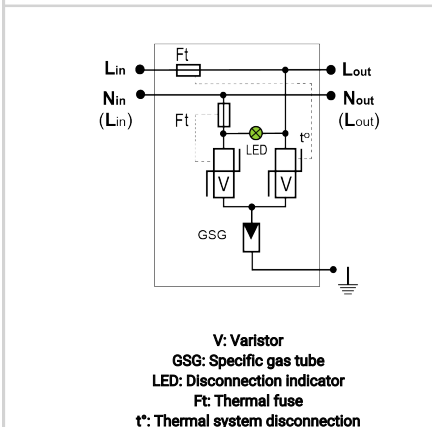 Ft
Lin Lout
Nin Nout
(Lin) Ft (Lout)
LED t°
V V
GSG
V: Varistor
GSG: Specific gas tube
LED: Disconnection indicator
Ft: Thermal fuse
t°: Thermal system disconnection